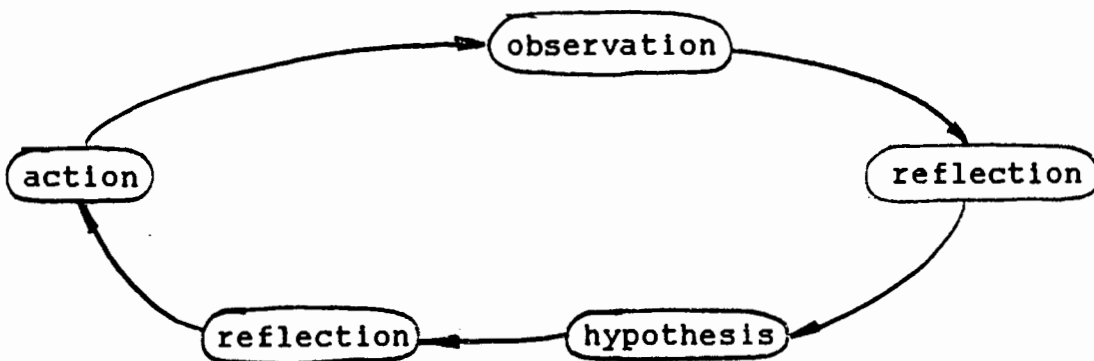 observation
action
reflection
reflection
hypothesis